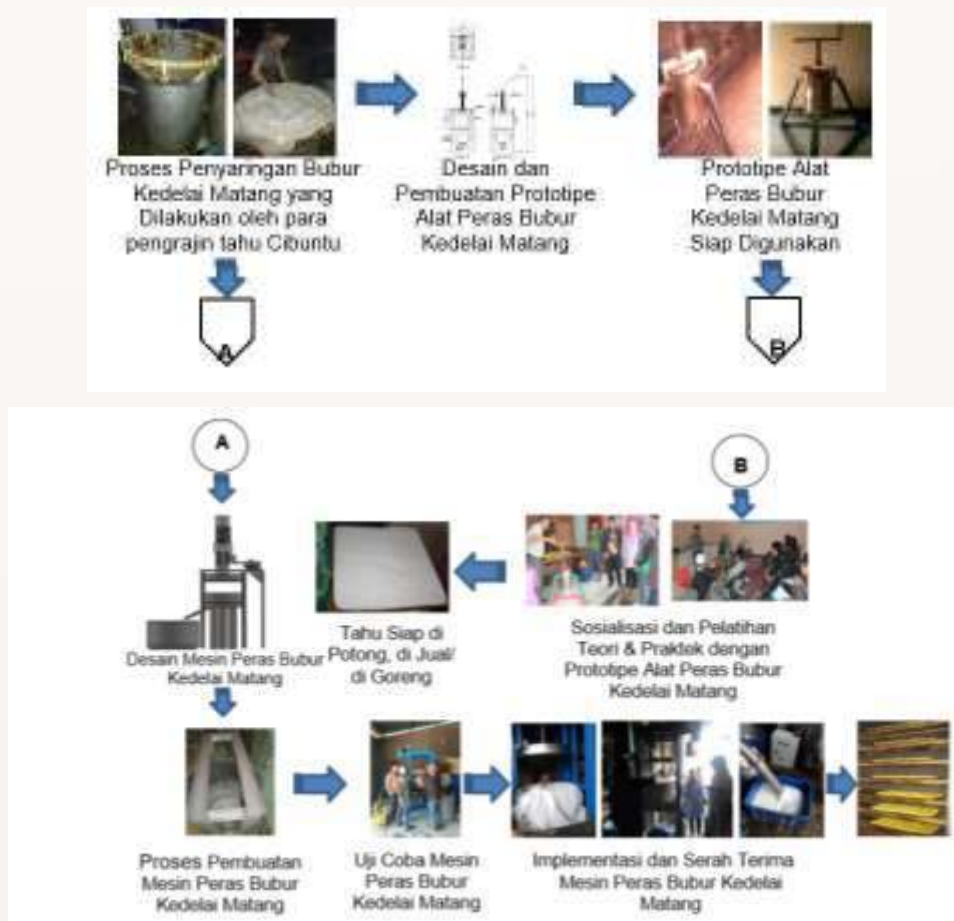 Proses Penyaringan Bubur
Kedelai Matang yang
Dilakukan oleh para
pengrajin tahu Cibuntu
Desain dan
Pembuatan Prototipe
Alat Peras Bubur
Kedelai Matang
Prototipe Alat
Peras Bubur
Kedelai Matang
Siap Digunakan
A
B
A
B
Desain Mesin Peras Bubur
Kedelai Matang
Tahu Siap di
Potong, di Jual/
di Goreng
Sosialisasi dan Pelatihan
Teori & Praktek dengan
Prototipe Alat Peras Bubur
Kedelai Matang
Proses Pembuatan
Mesin Peras Bubur
Kedelai Matang
Uji Coba Mesin
Peras Bubur
Kedelai Matang
Implementasi dan Serah Terima
Mesin Peras Bubur Kedelai
Matang